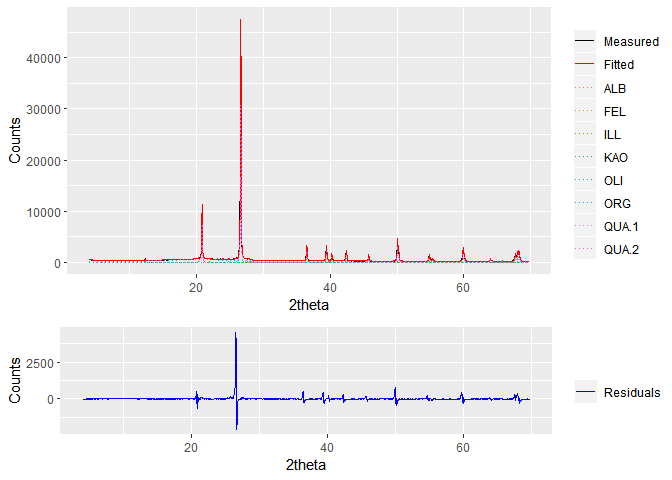 Counts
40000
30000
20000
10000
0
20
40
60
2theta
Measured
Fitted
ALB
FEL
ILL
KAO
OLI
ORG
QUA.1
QUA.2
Counts
2500
0
20
40
60
2theta
Residuals